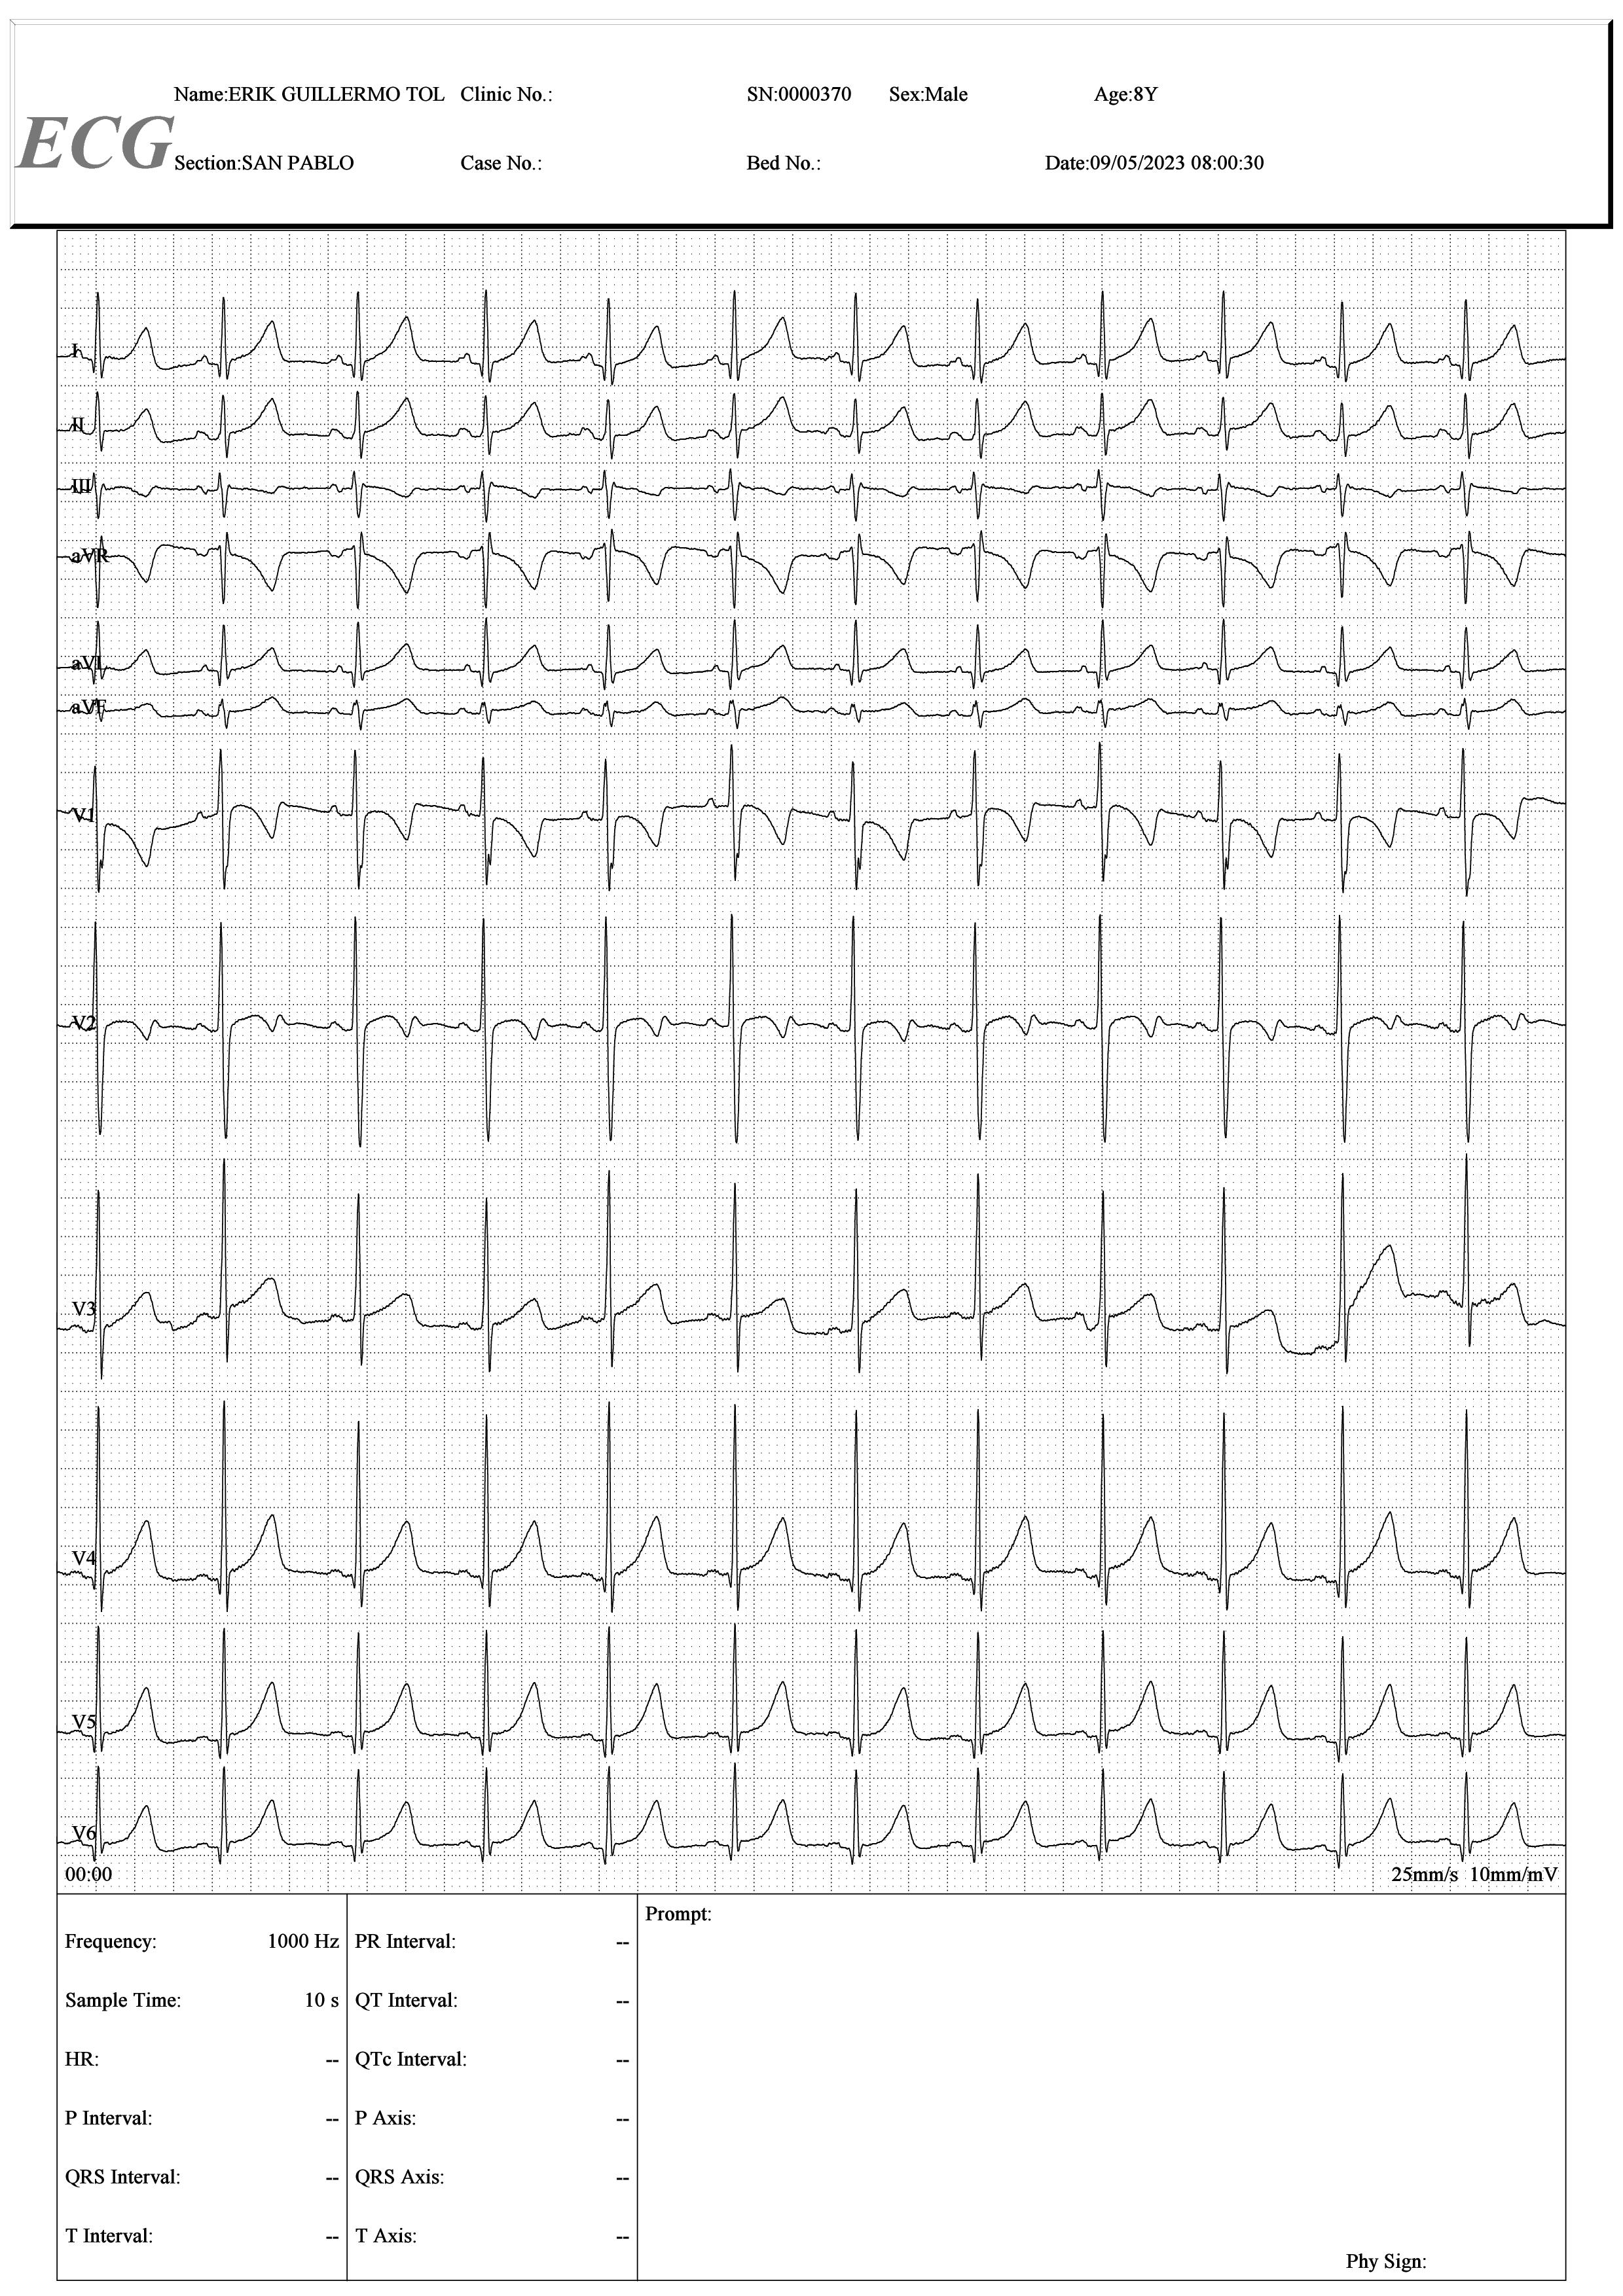 ECG
Name:ERIK GUILLERMO TOL Clinic No.: SN:0000370 Sex:Male Age:8Y
Section:SAN PABLO Case No.: Bed No.: Date:09/05/2023 08:00:30
I
II
III
aVR
aVL
aVF
V1
V2
V3
V4
V5
V6
00:00 25mm/s 10mm/mV
Frequency: 1000 Hz
Sample Time: 10 s
HR: --
P Interval: --
QRS Interval: --
T Interval: --
PR Interval: --
QT Interval: --
QTc Interval: --
P Axis: --
QRS Axis: --
T Axis: --
Prompt:
Phy Sign: